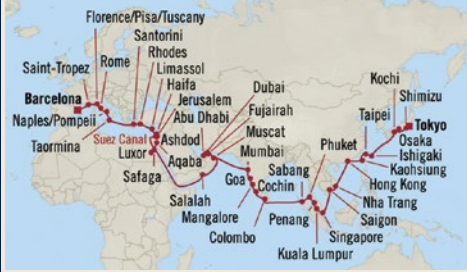 Florence/Pisa/Tuscany
Santorini
Rome
Rhodes
Saint-Tropez
Limassol
Haifa
Barcelona
Jerusalem
Naples/Pompeii
Abu Dhabi
Taormina
Suez Canal
Ashdod
Luxor
Aqaba
Safaga
Salalah
Dubai
Fujairah
Muscat
Mumbai
Goa
Cochin
Mangalore
Colombo
Sabang
Penang
Phuket
Kuala Lumpur
Singapore
Saigon
Nha Trang
Hong Kong
Kaohsiung
Ishigaki
Taipei
Osaka
Kochi
Shimizu
Tokyo